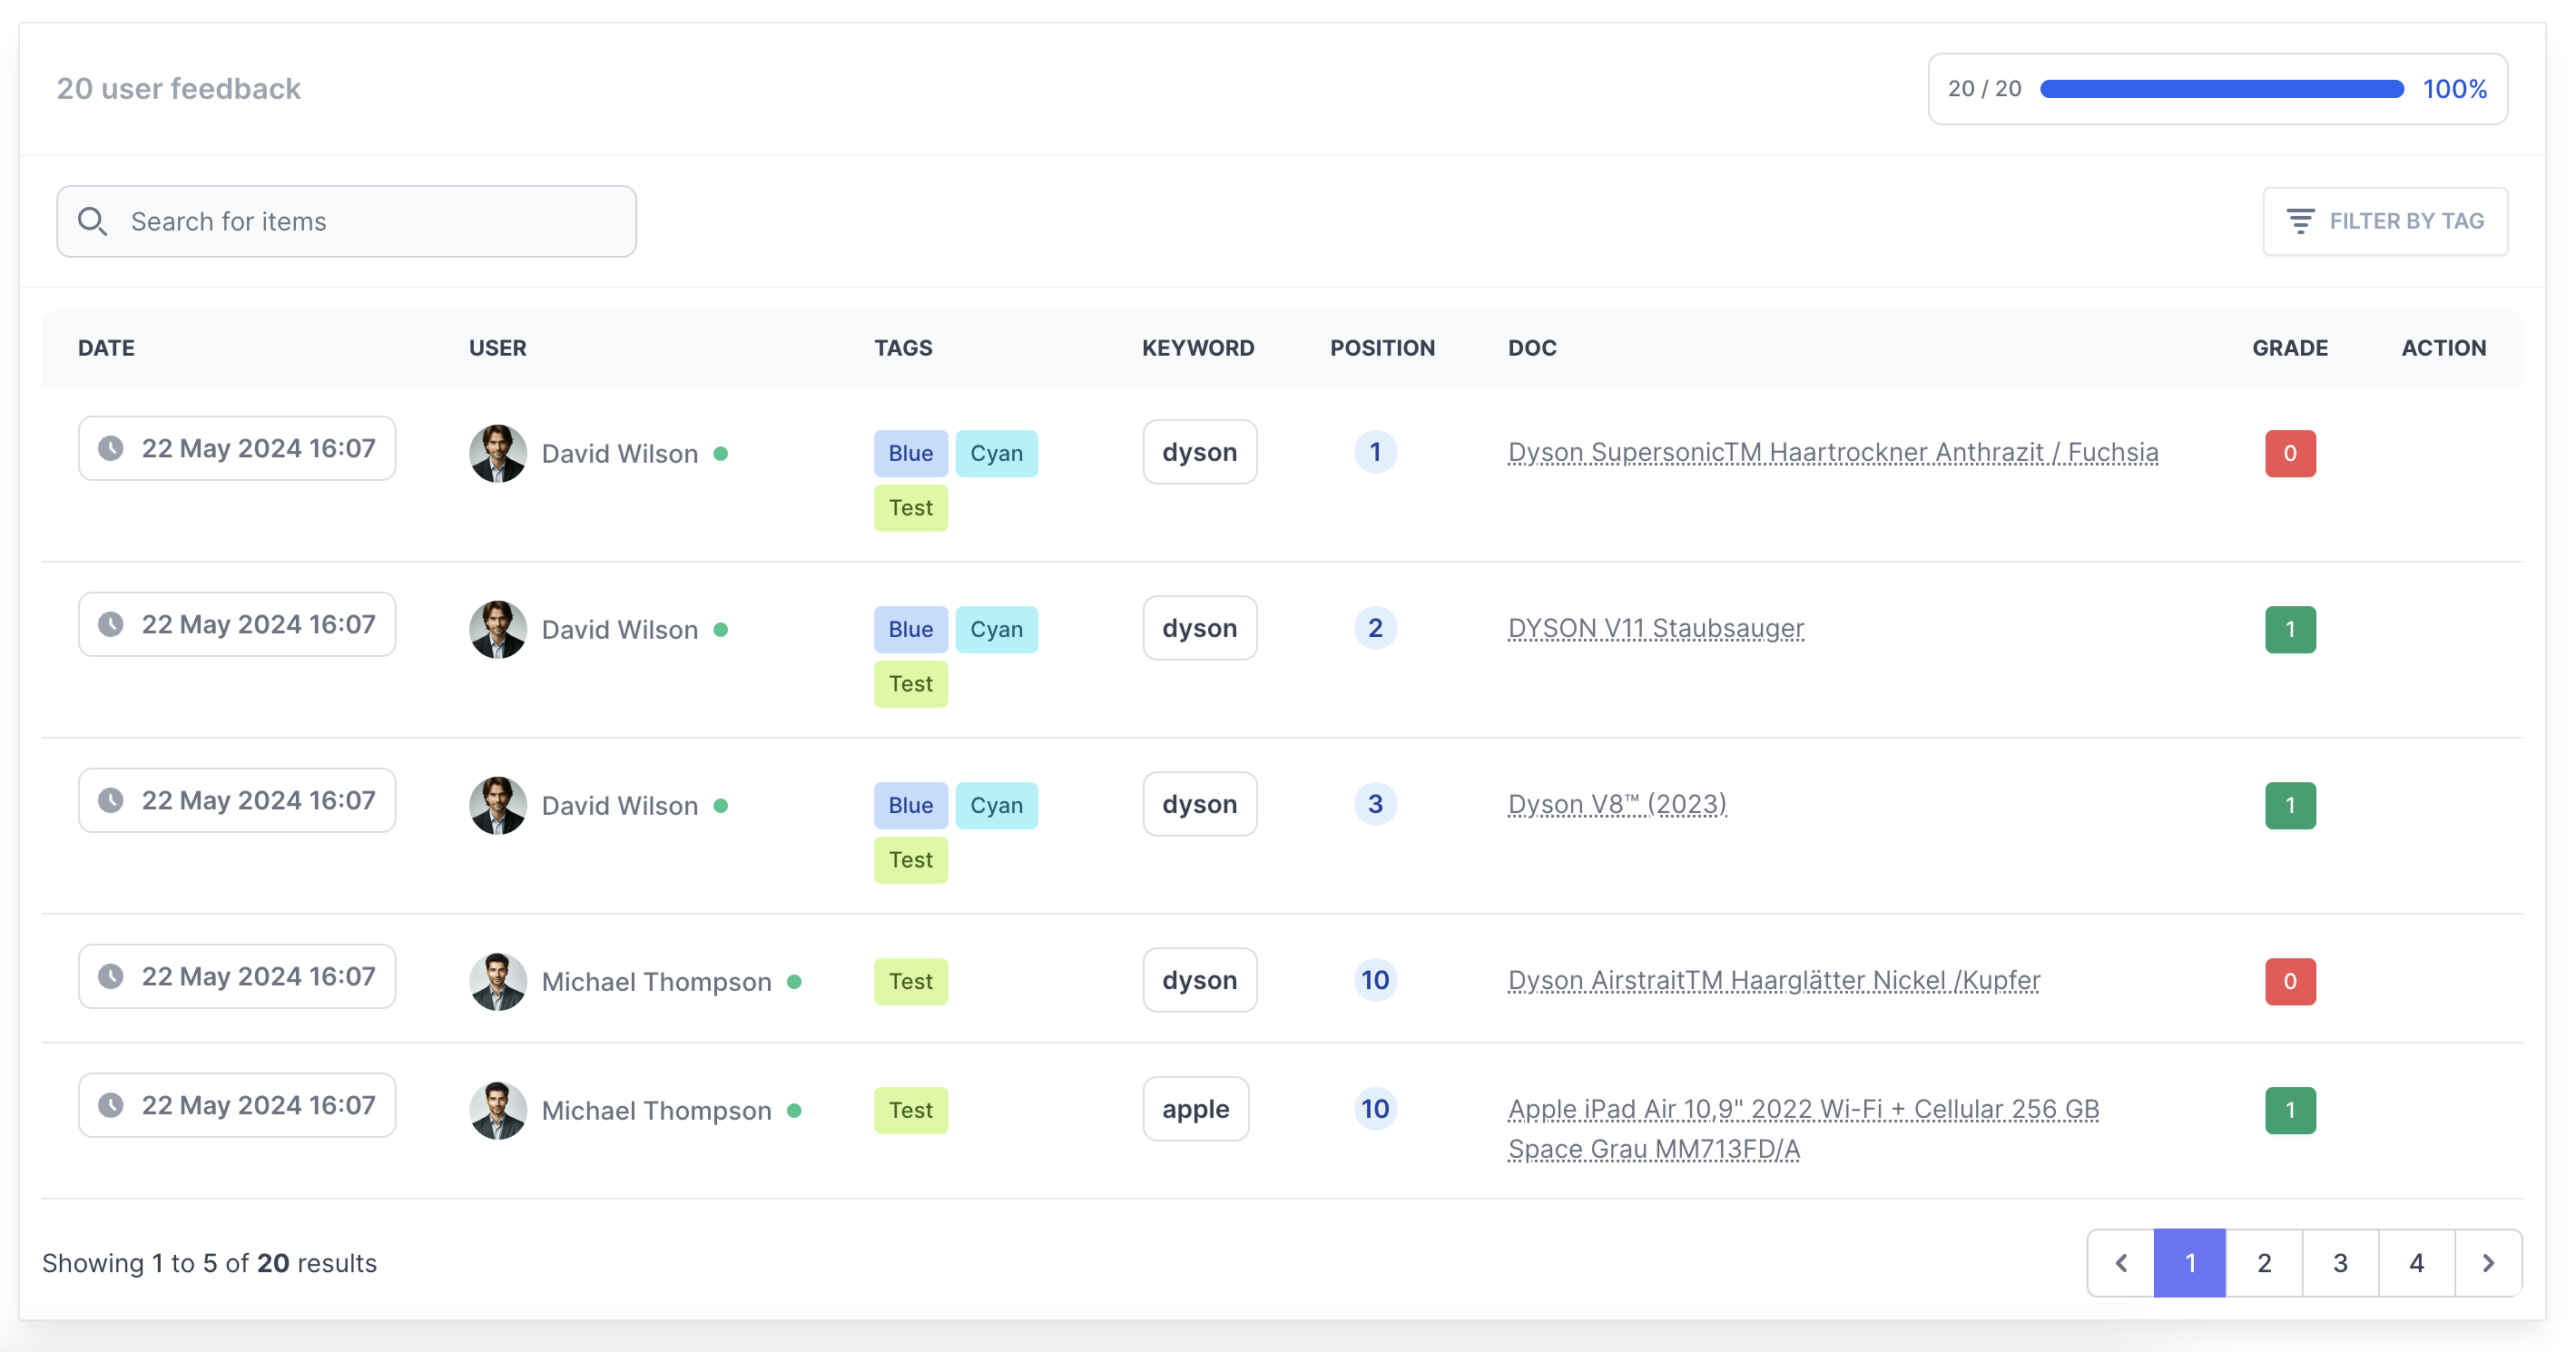 20 user feedback
20 / 20 100%
Search for items
FILTER BY TAG
DATE USER TAGS KEYWORD POSITION DOC GRADE ACTION
22 May 2024 16:07 David Wilson Blue Cyan dyson 1 Dyson SupersonicTM Haartrockner Anthrazit / Fuchsia 0
Test
22 May 2024 16:07 David Wilson Blue Cyan dyson 2 DYSON V11 Staubsauger 1
Test
22 May 2024 16:07 David Wilson Blue Cyan dyson 3 Dyson V8™ (2023) 1
Test
22 May 2024 16:07 Michael Thompson Test dyson 10 Dyson AirstraitTM Haarglätter Nickel /Kupfer 0
22 May 2024 16:07 Michael Thompson Test apple 10 Apple iPad Air 10,9" 2022 Wi-Fi + Cellular 256 GB 1
Space Grau MM713FD/A
Showing 1 to 5 of 20 results
1 2 3 4